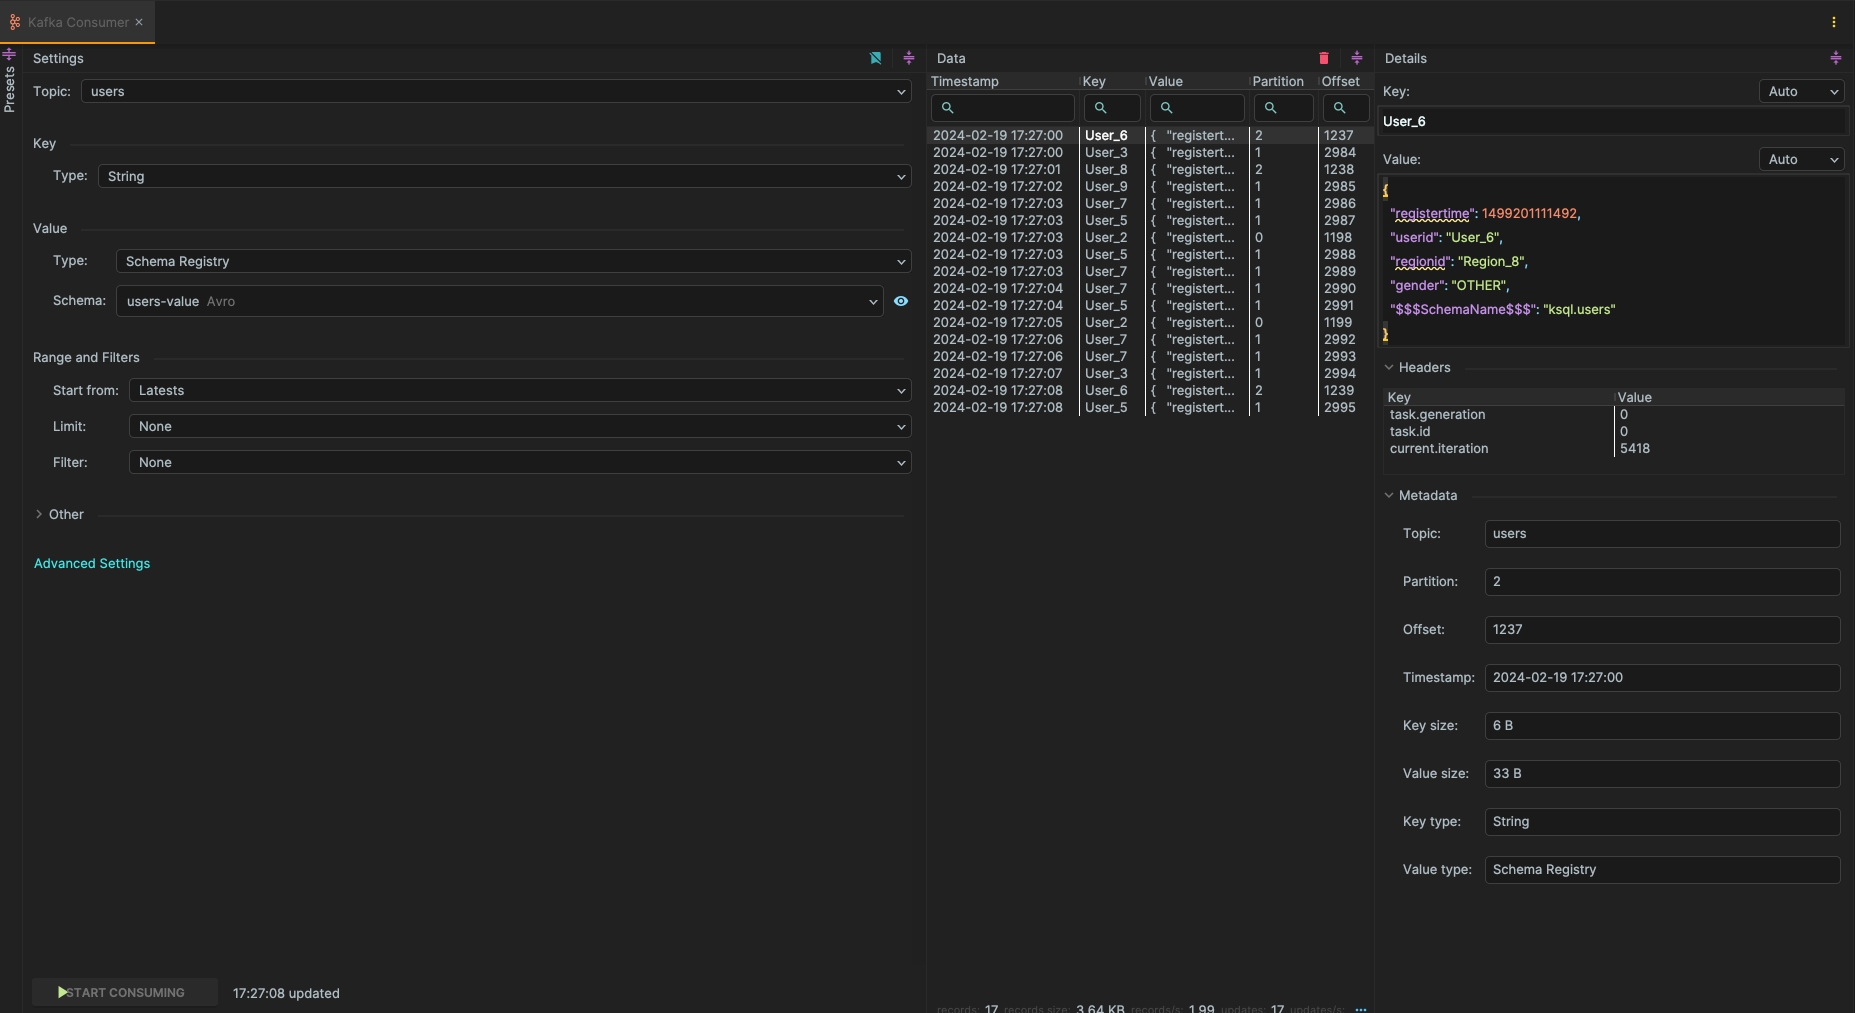 Kafka Consumer
Presets
Settings
Topic: users
Key
Type: String
Value
Type: Schema Registry
Schema: users-value Avro
Range and Filters
Start from: Latests
Limit: None
Filter: None
Other
Advanced Settings
START CONSUMING 17:27:08 updated
Data
Timestamp Key Value Partition Offset
2024-02-19 17:27:00 User_6 { "registert... 2 1237
2024-02-19 17:27:00 User_3 { "registert... 1 2984
2024-02-19 17:27:01 User_8 { "registert... 2 1238
2024-02-19 17:27:02 User_9 { "registert... 1 2985
2024-02-19 17:27:03 User_7 { "registert... 1 2986
2024-02-19 17:27:03 User_5 { "registert... 1 2987
2024-02-19 17:27:03 User_2 { "registert... 0 1198
2024-02-19 17:27:03 User_5 { "registert... 1 2988
2024-02-19 17:27:03 User_7 { "registert... 1 2989
2024-02-19 17:27:04 User_7 { "registert... 1 2990
2024-02-19 17:27:04 User_5 { "registert... 1 2991
2024-02-19 17:27:05 User_2 { "registert... 0 1199
2024-02-19 17:27:06 User_7 { "registert... 1 2992
2024-02-19 17:27:06 User_7 { "registert... 1 2993
2024-02-19 17:27:07 User_3 { "registert... 1 2994
2024-02-19 17:27:08 User_6 { "registert... 2 1239
2024-02-19 17:27:08 User_5 { "registert... 1 2995
records: 17 records size: 3.64 KB records/s: 1.99 updates: 17 updates/s: ...
Details
Key: Auto
User_6
Value: Auto
{
"registertime": 1499201111492,
"userid": "User_6",
"regionid": "Region_8",
"gender": "OTHER",
"$$$SchemaName$$$": "ksql.users"
}
Headers
Key Value
task.generation 0
task.id 0
current.iteration 5418
Metadata
Topic: users
Partition: 2
Offset: 1237
Timestamp: 2024-02-19 17:27:00
Key size: 6 B
Value size: 33 B
Key type: String
Value type: Schema Registry